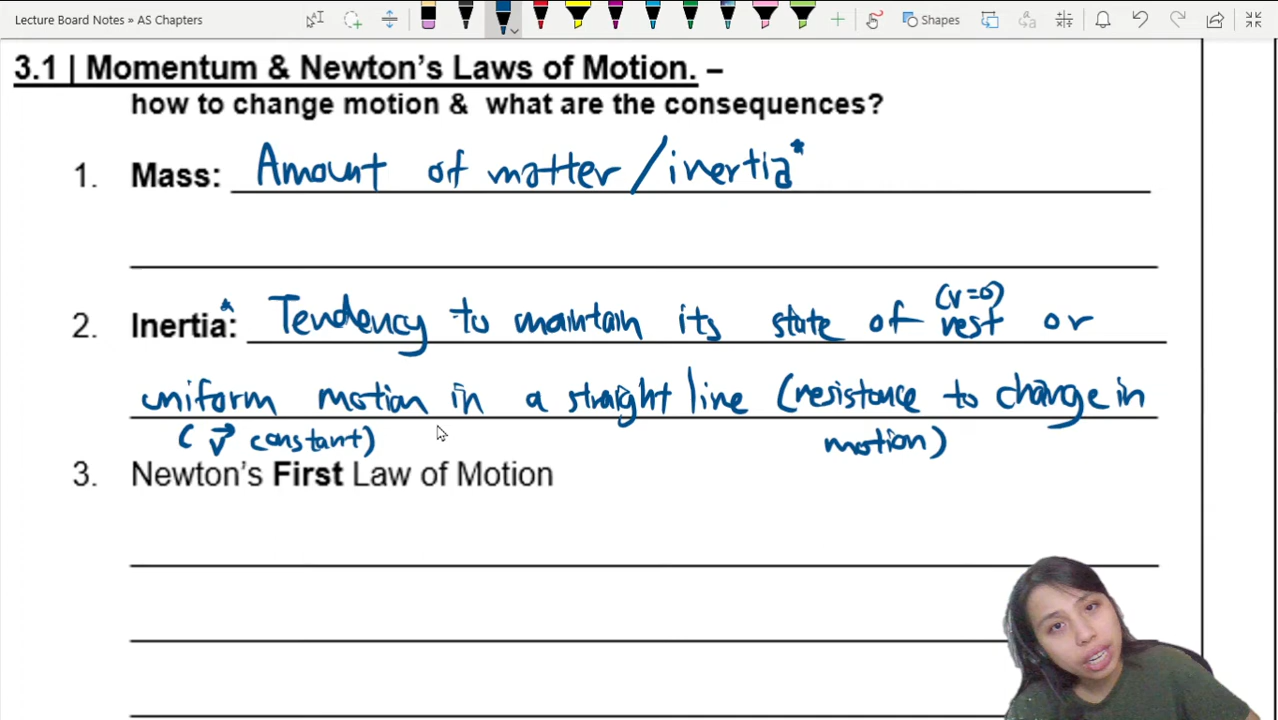 Lecture Board Notes » AS Chapters
Shapes
3.1 | Momentum & Newton's Laws of Motion. –
how to change motion & what are the consequences?
1. Mass: Amount of matter / inertia*
2. Inertia*: Tendency to maintain its state of (v=0) rest or
uniform motion in a straight line (resistance to change in
(v⃗ constant) motion)
3. Newton's First Law of Motion